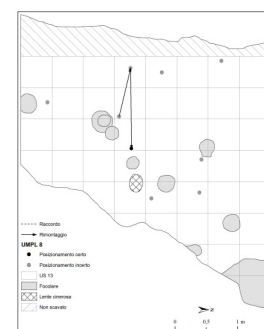 Raccordo
Rimontaggio
UMPL 8
Posizionamento certo
Posizionamento incerto
US 13
Focolare
Lente cinerosa
Non scavato
z
0 0,5 1 m